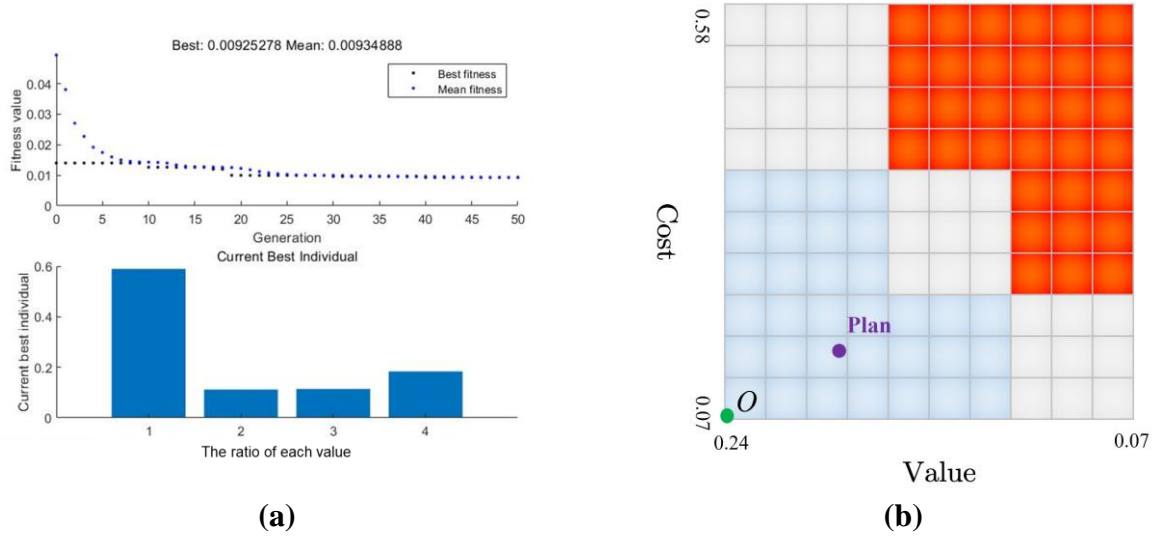 Best: 0.00925278 Mean: 0.00934888
Best fitness
Mean fitness
Fitness value
0.04
0.03
0.02
0.01
0
0 5 10 15 20 25 30 35 40 45 50
Generation
Current Best Individual
Current best individual
0.6
0.4
0.2
0
1 2 3 4
The ratio of each value
(a)
0.58
Cost
Plan
O
0.07
0.24 0.07
Value
(b)